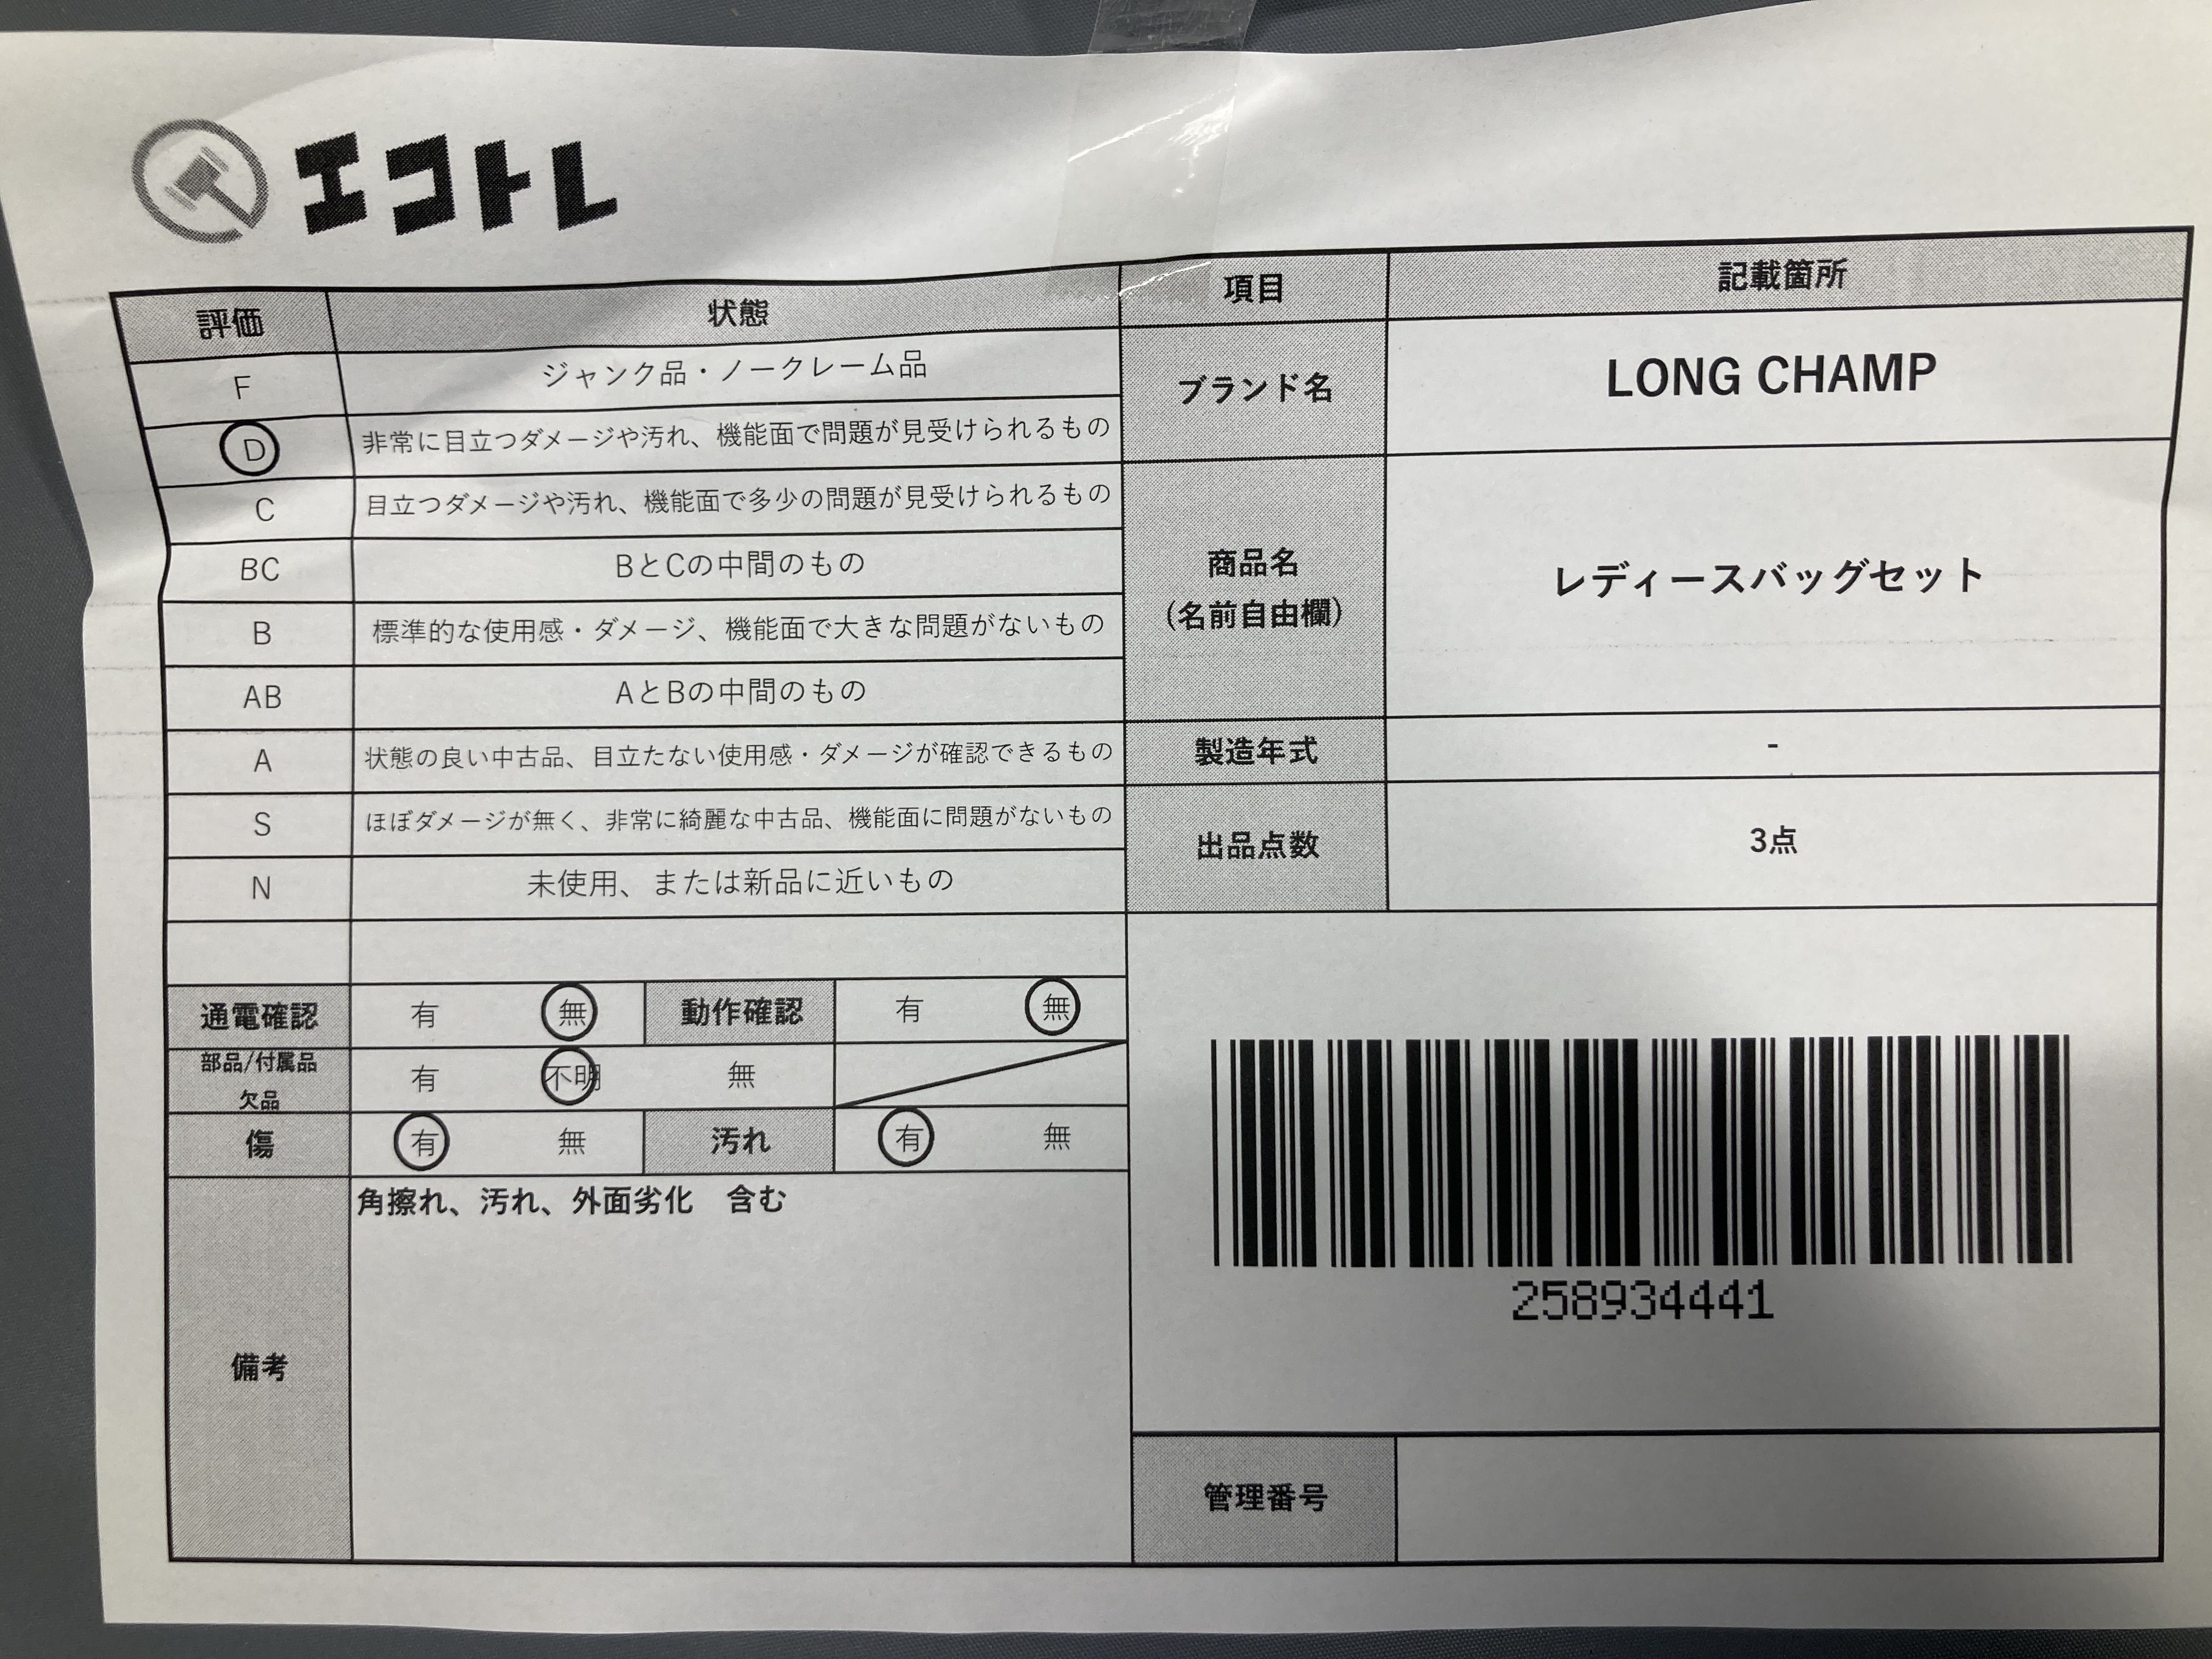 エコトレ
評価 状態
F ジャンク品・ノークレーム品
D 非常に目立つダメージや汚れ、機能面で問題が見受けられるもの
C 目立つダメージや汚れ、機能面で多少の問題が見受けられるもの
BC BとCの中間のもの
B 標準的な使用感・ダメージ、機能面で大きな問題がないもの
AB AとBの中間のもの
A 状態の良い中古品、目立たない使用感・ダメージが確認できるもの
S ほぼダメージが無く、非常に綺麗な中古品、機能面に問題がないもの
N 未使用、または新品に近いもの
通電確認 有 無 動作確認 有 無
部品/付属品
欠品 有 不明 無
傷 有 無 汚れ 有 無
備考 角擦れ、汚れ、外面劣化 含む
項目 記載箇所
ブランド名 LONG CHAMP
商品名
(名前自由欄) レディースバッグセット
製造年式 -
出品点数 3点
258934441
管理番号